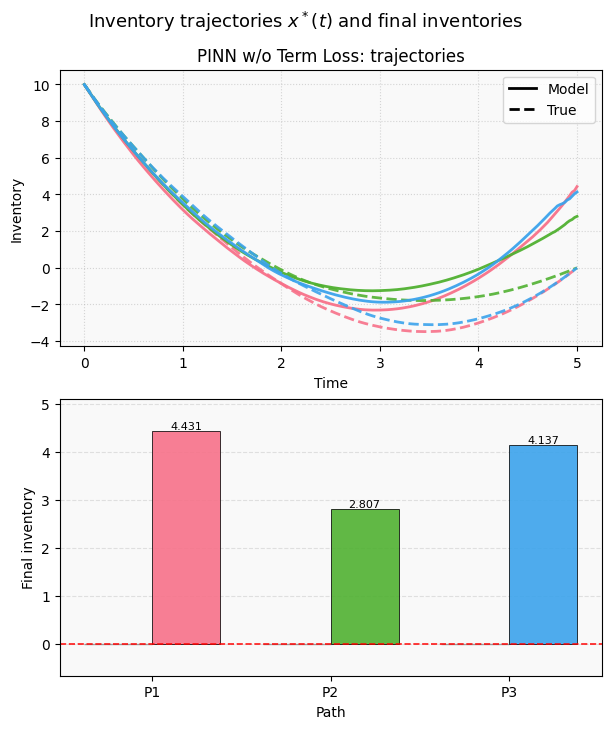 Inventory trajectories x*(t) and final inventories
PINN w/o Term Loss: trajectories
Model
True
10
8
6
4
2
0
−2
−4
Inventory
0 1 2 3 4 5
Time
5
4
3
2
1
0
Final inventory
4.431
2.807
4.137
P1 P2 P3
Path